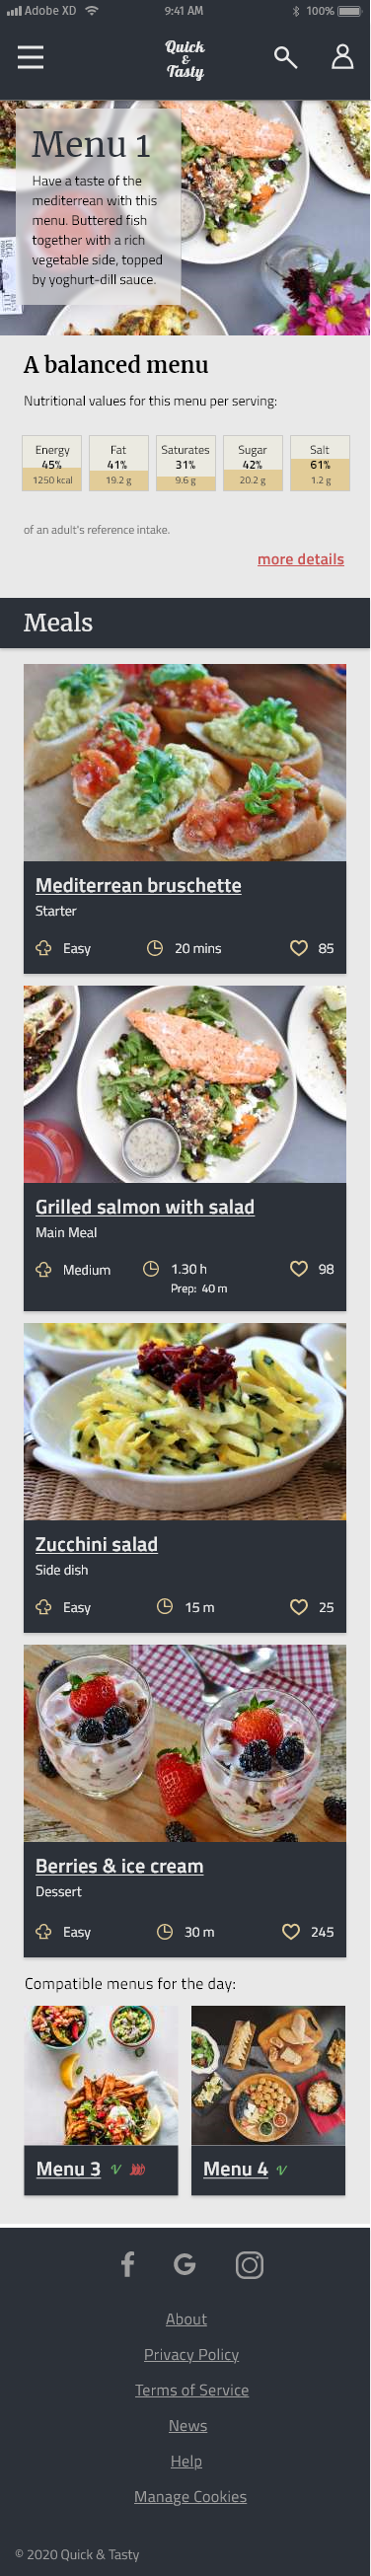 Adobe XD 9:41 AM 100%
Quick
&
Tasty
Menu 1
Have a taste of the
mediterrean with this
menu. Buttered fish
together with a rich
vegetable side, topped
by yoghurt-dill sauce.
A balanced menu
Nutritional values for this menu per serving:
Energy Fat Saturates Sugar Salt
45% 41% 31% 42% 61%
1250 kcal 19.2 g 9.6 g 20.2 g 1.2 g
of an adult's reference intake.
more details
Meals
Mediterrean bruschette
Starter
Easy 20 mins 85
Grilled salmon with salad
Main Meal
Medium 1.30 h 98
Prep: 40 m
Zucchini salad
Side dish
Easy 15 m 25
Berries & ice cream
Dessert
Easy 30 m 245
Compatible menus for the day:
Menu 3 Menu 4
About
Privacy Policy
Terms of Service
News
Help
Manage Cookies
© 2020 Quick & Tasty